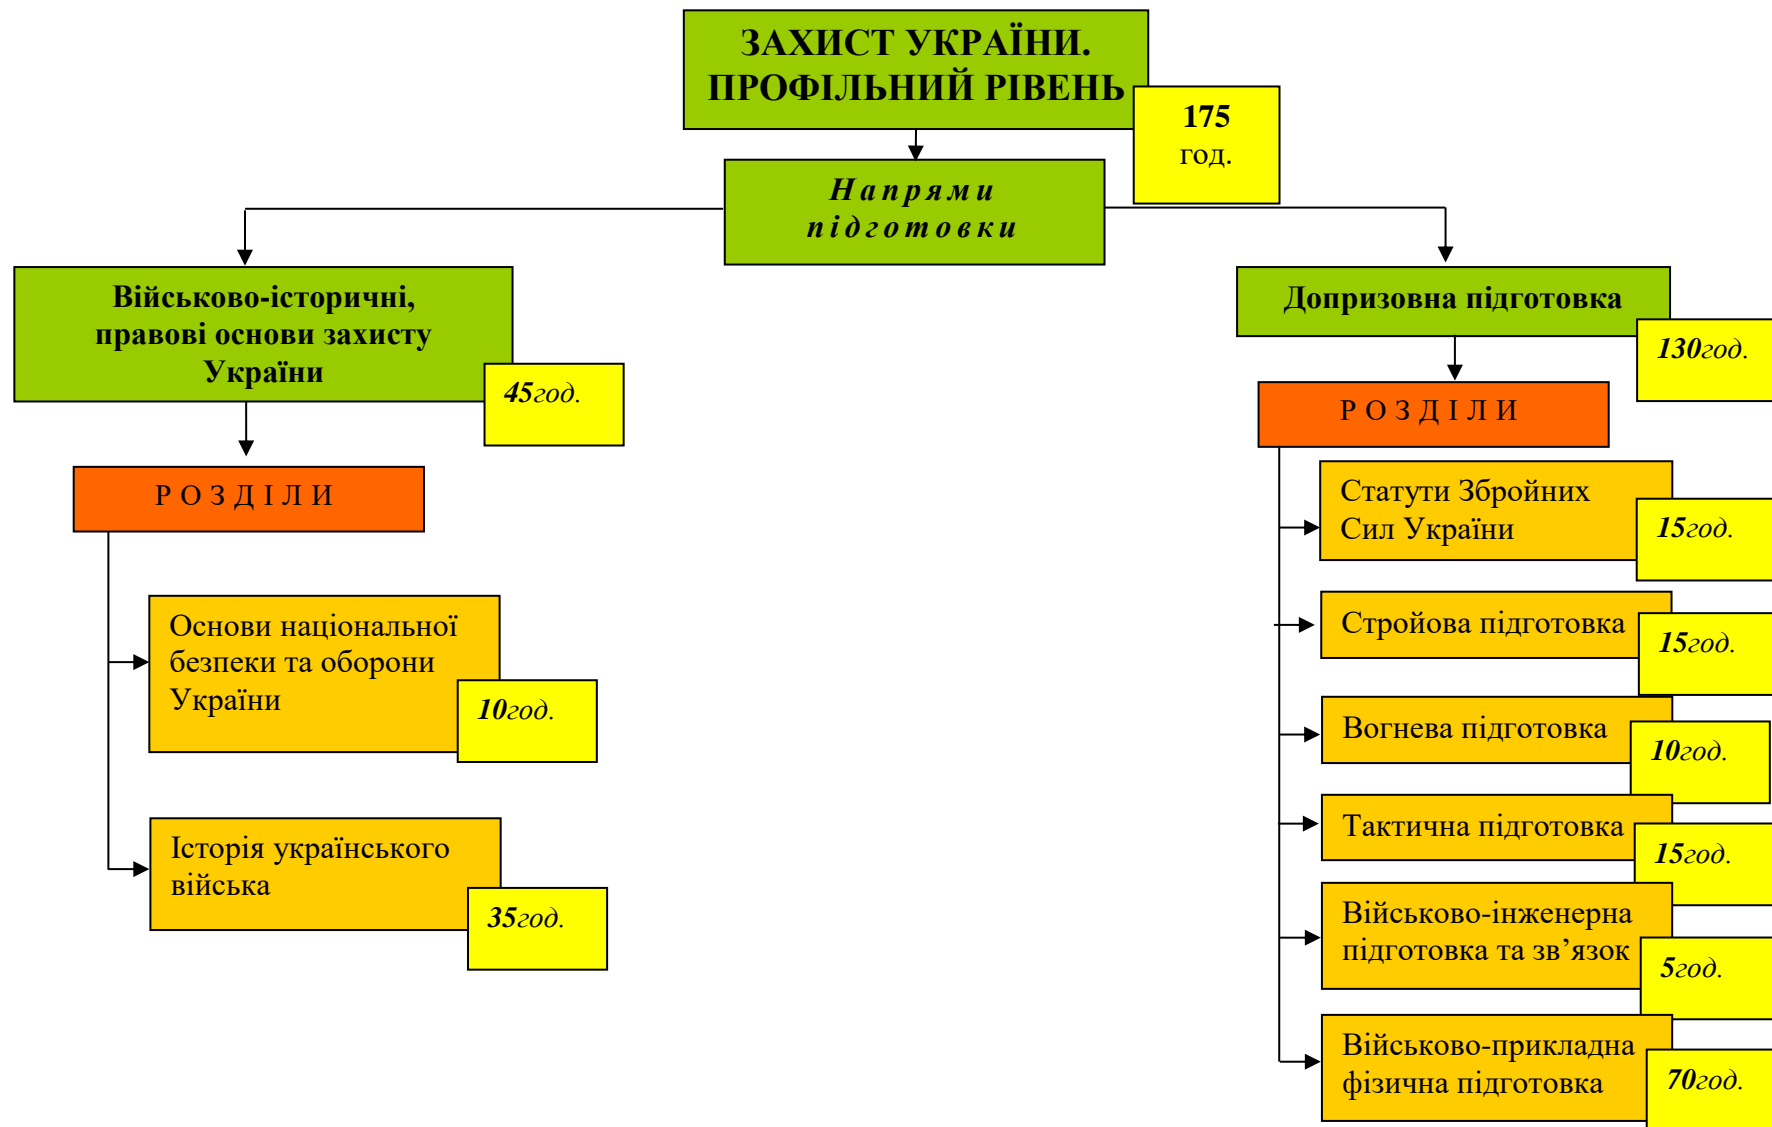 ЗАХИСТ УКРАЇНИ.
ПРОФІЛЬНИЙ РІВЕНЬ
175
год.
Напрями
підготовки
Військово-історичні,
правові основи захисту
України
45год.
РОЗДІЛИ
Основи національної
безпеки та оборони
України
10год.
Історія українського
війська
35год.
Допризовна підготовка
130год.
РОЗДІЛИ
Статути Збройних
Сил України
15год.
Стройова підготовка
15год.
Вогнева підготовка
10год.
Тактична підготовка
15год.
Військово-інженерна
підготовка та зв’язок
5год.
Військово-прикладна
фізична підготовка
70год.